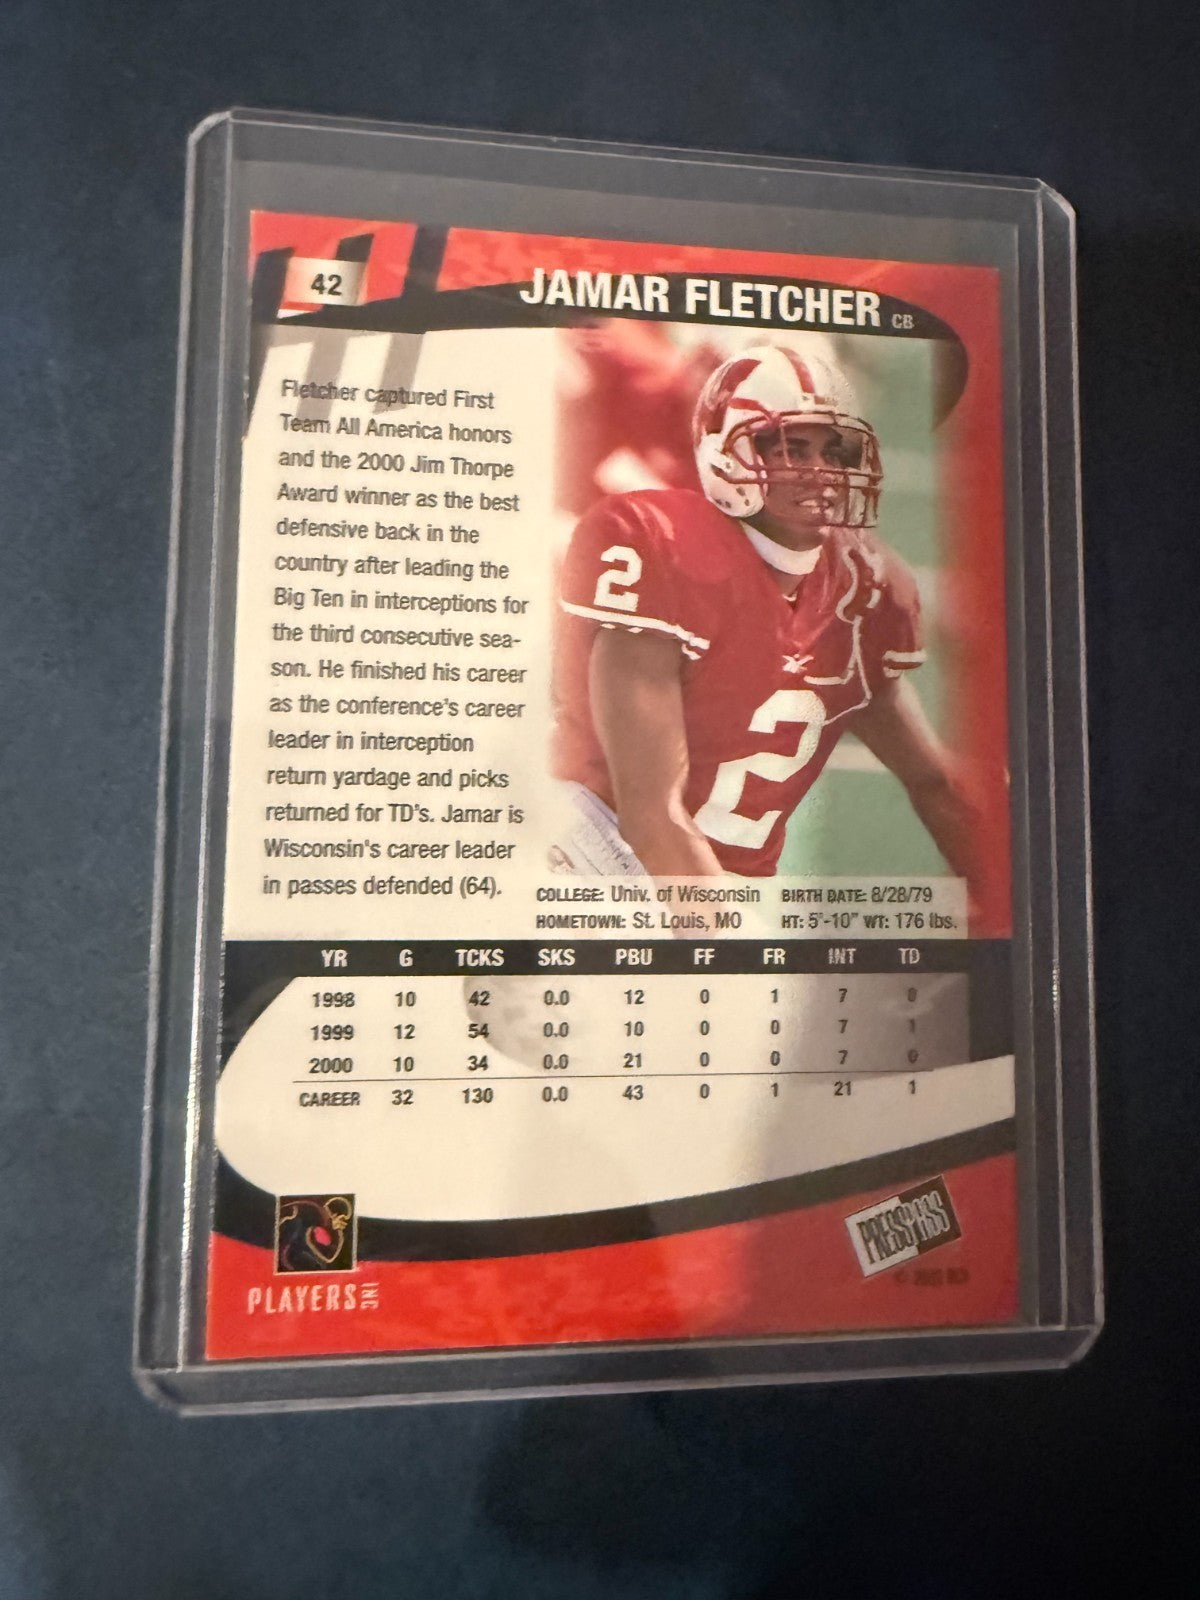 42
JAMAR FLETCHER CB
Fletcher captured First
Team All America honors
and the 2000 Jim Thorpe
Award winner as the best
defensive back in the
country after leading the
Big Ten in interceptions for
the third consecutive sea-
son. He finished his career
as the conference's career
leader in interception
return yardage and picks
returned for TD's. Jamar is
Wisconsin's career leader
in passes defended (64).
2
2
COLLEGE: Univ. of Wisconsin BIRTH DATE: 8/28/79
HOMETOWN: St. Louis, MO HT: 5'-10" WT: 176 lbs.
YR G TCKS SKS PBU FF FR INT TD
1998 10 42 0.0 12 0 1 7 0
1999 12 54 0.0 10 0 0 7 1
2000 10 34 0.0 21 0 0 7 0
CAREER 32 130 0.0 43 0 1 21 1
PLAYERS INC
PRESS PASS
©